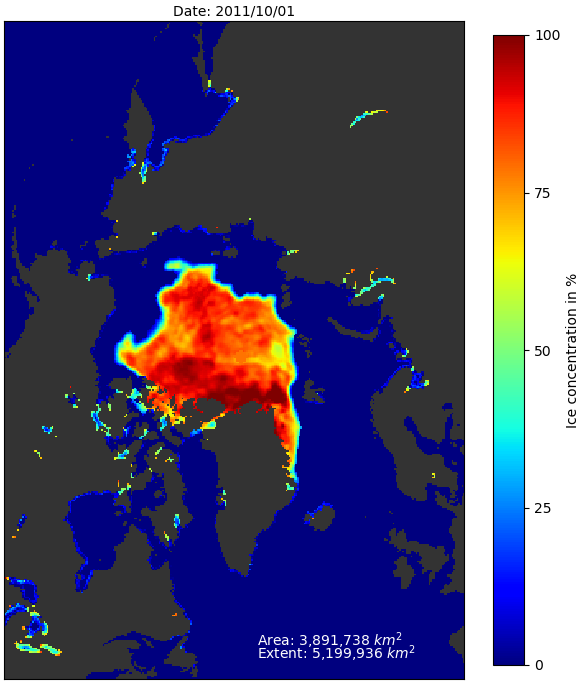 Date: 2011/10/01
100
75
50
25
0
Ice concentration in %
Area: 3,891,738 km²
Extent: 5,199,936 km²